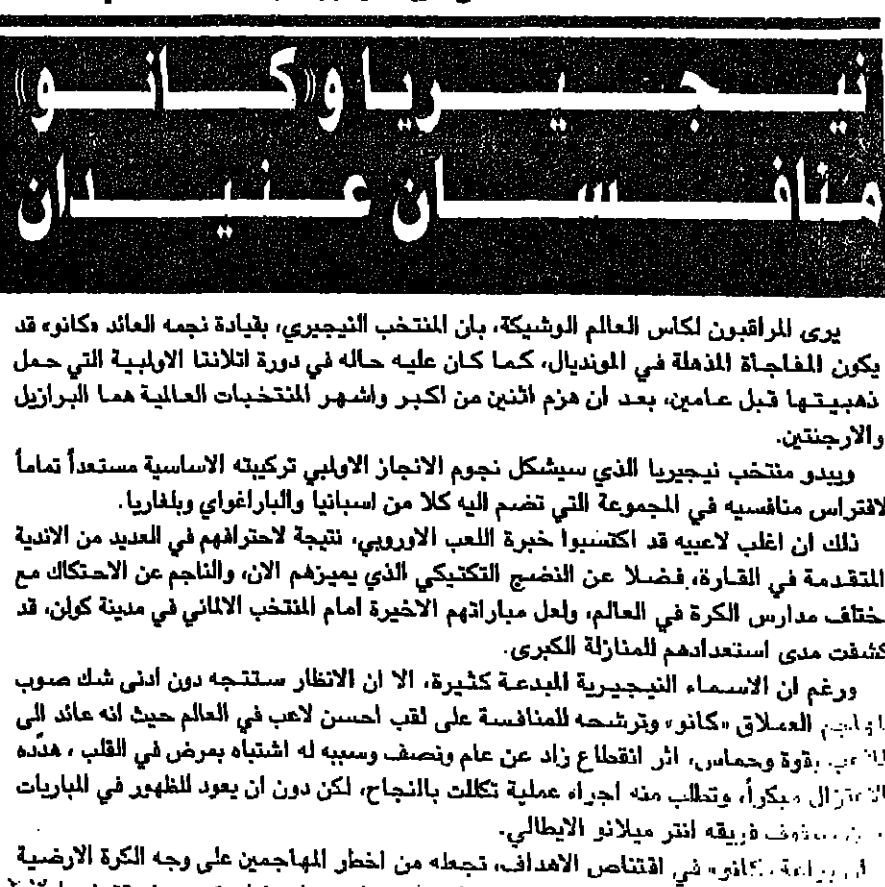 نيجيريا و«كانو»
منافسان عنيدان
يرى المراقبون لكاس العالم الوشيكة، بان المنتخب النيجيري، بقيادة نجمه العائد «كانو» قد
يكون المفاجأة المذهلة في المونديال، كما كان عليه حاله في دورة اتلانتا الاولمبية التي حمل
ذهبيتها قبل عامين، بعد ان هزم اثنين من اكبر واشهر المنتخبات العالمية هما البرازيل
والارجنتين.
ويبدو منتخب نيجيريا الذي سيشكل نجوم الانجاز الاولمبي تركيبته الاساسية مستعداً تماماً
لافتراس منافسيه في المجموعة التي تضم اليه كلا من اسبانيا والباراغواي وبلغاريا.
ذلك ان اغلب لاعبيه قد اكتسبوا خبرة اللعب الاوروبي، نتيجة لاحترافهم في العديد من الاندية
المتقدمة في القارة، فضلا عن النضج التكتيكي الذي يميزهم الان، والناجم عن الاحتكاك مع
مختلف مدارس الكرة في العالم، ولعل مباراتهم الاخيرة امام المنتخب الالماني في مدينة كولن، قد
كشفت مدى استعدادهم للمنازلة الكبرى.
ورغم ان الاسماء النيجيرية المبدعة كثيرة، الا ان الانظار ستتجه دون ادنى شك صوب
العملاق «كانو» وترشحه للمنافسة على لقب احسن لاعب في العالم حيث انه عائد الى
بقوة وحماس، اثر انقطاع زاد عن عام ونصف وسببه له اشتباه بمرض في القلب ، هدده
مبكراً، وتطلب منه اجراء عملية تكللت بالنجاح، لكن دون ان يعود للظهور في المباريات
فريقه انتر ميلانو الايطالي.
في اقتناص الاهداف، تجعله من اخطر المهاجمين على وجه الكرة الارضية